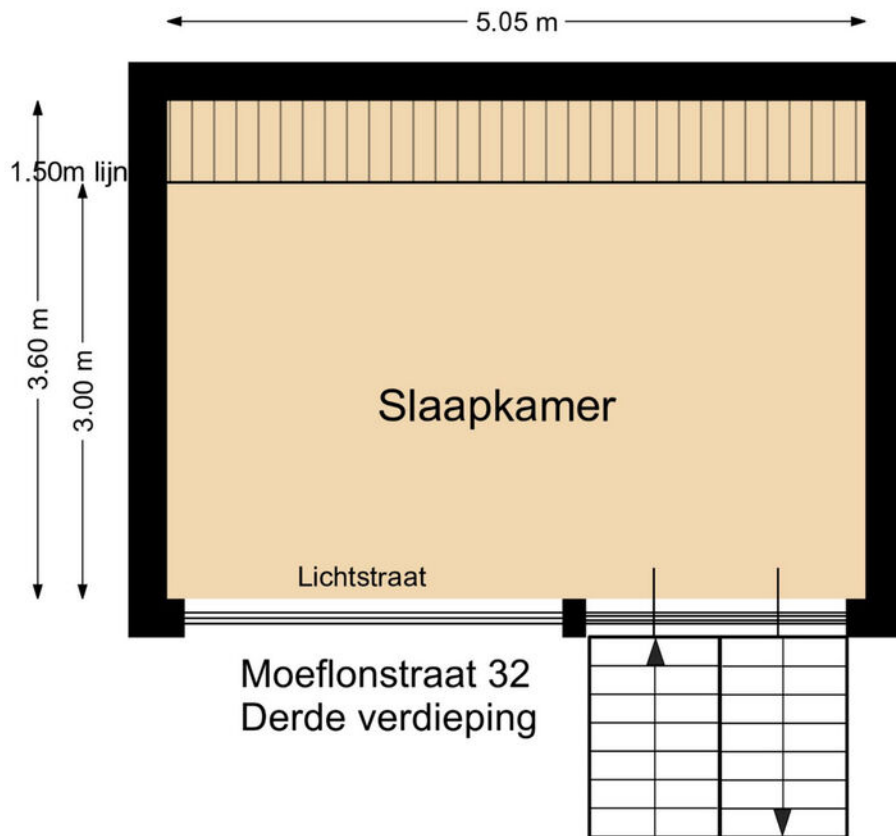 5.05 m
1.50m lijn
3.60 m
3.00 m
Slaapkamer
Lichtstraat
Moeflonstraat 32
Derde verdieping